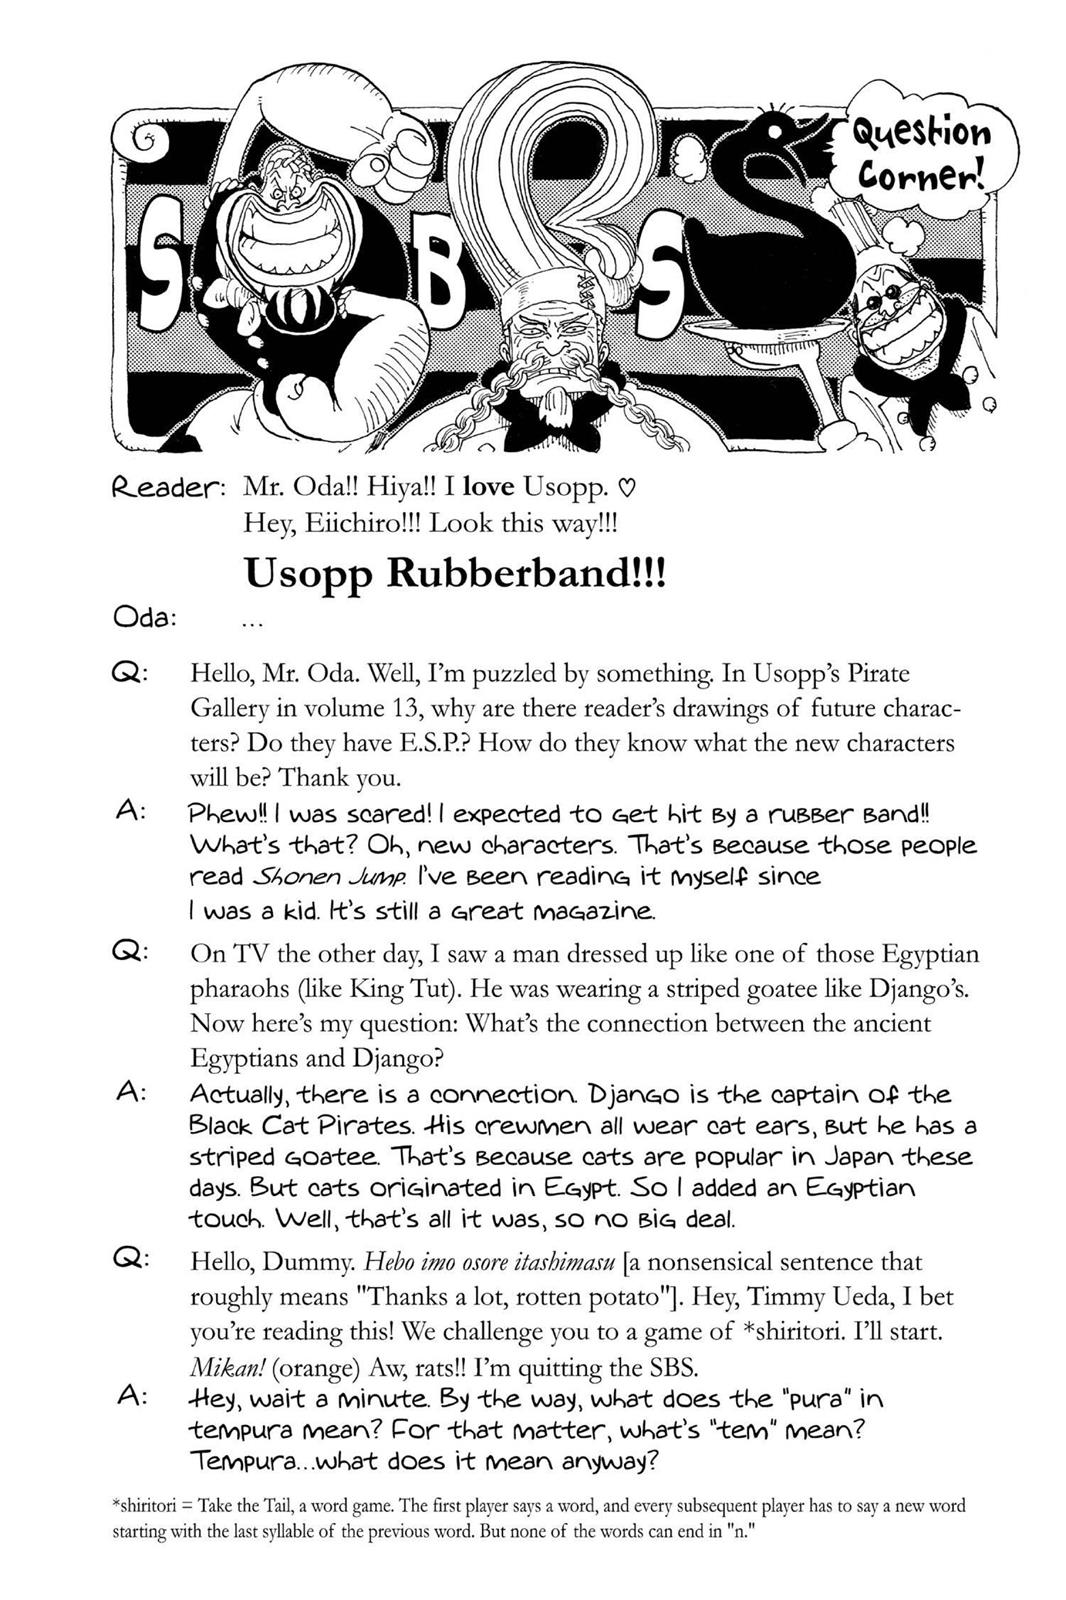 S B S
Question
Corner!
Reader: Mr. Oda!! Hiya!! I love Usopp. ♡
Hey, Eiichiro!!! Look this way!!!
Usopp Rubberband!!!
Oda: ...
Q: Hello, Mr. Oda. Well, I'm puzzled by something. In Usopp's Pirate
Gallery in volume 13, why are there reader's drawings of future charac-
ters? Do they have E.S.P.? How do they know what the new characters
will be? Thank you.
A: Phew!! I was scared! I expected to get hit by a rubber band!!
What's that? Oh, new characters. That's because those people
read Shonen Jump. I've been reading it myself since
I was a kid. It's still a great magazine.
Q: On TV the other day, I saw a man dressed up like one of those Egyptian
pharaohs (like King Tut). He was wearing a striped goatee like Django's.
Now here's my question: What's the connection between the ancient
Egyptians and Django?
A: Actually, there is a connection. Django is the captain of the
Black Cat Pirates. His crewmen all wear cat ears, but he has a
striped goatee. That's because cats are popular in Japan these
days. But cats originated in Egypt. So I added an Egyptian
touch. Well, that's all it was, so no big deal.
Q: Hello, Dummy. Hebo imo osore itashimasu [a nonsensical sentence that
roughly means "Thanks a lot, rotten potato"]. Hey, Timmy Ueda, I bet
you're reading this! We challenge you to a game of *shiritori. I'll start.
Mikan! (orange) Aw, rats!! I'm quitting the SBS.
A: Hey, wait a minute. By the way, what does the "pura" in
tempura mean? For that matter, what's "tem" mean?
Tempura...what does it mean anyway?
*shiritori = Take the Tail, a word game. The first player says a word, and every subsequent player has to say a new word
starting with the last syllable of the previous word. But none of the words can end in "n."